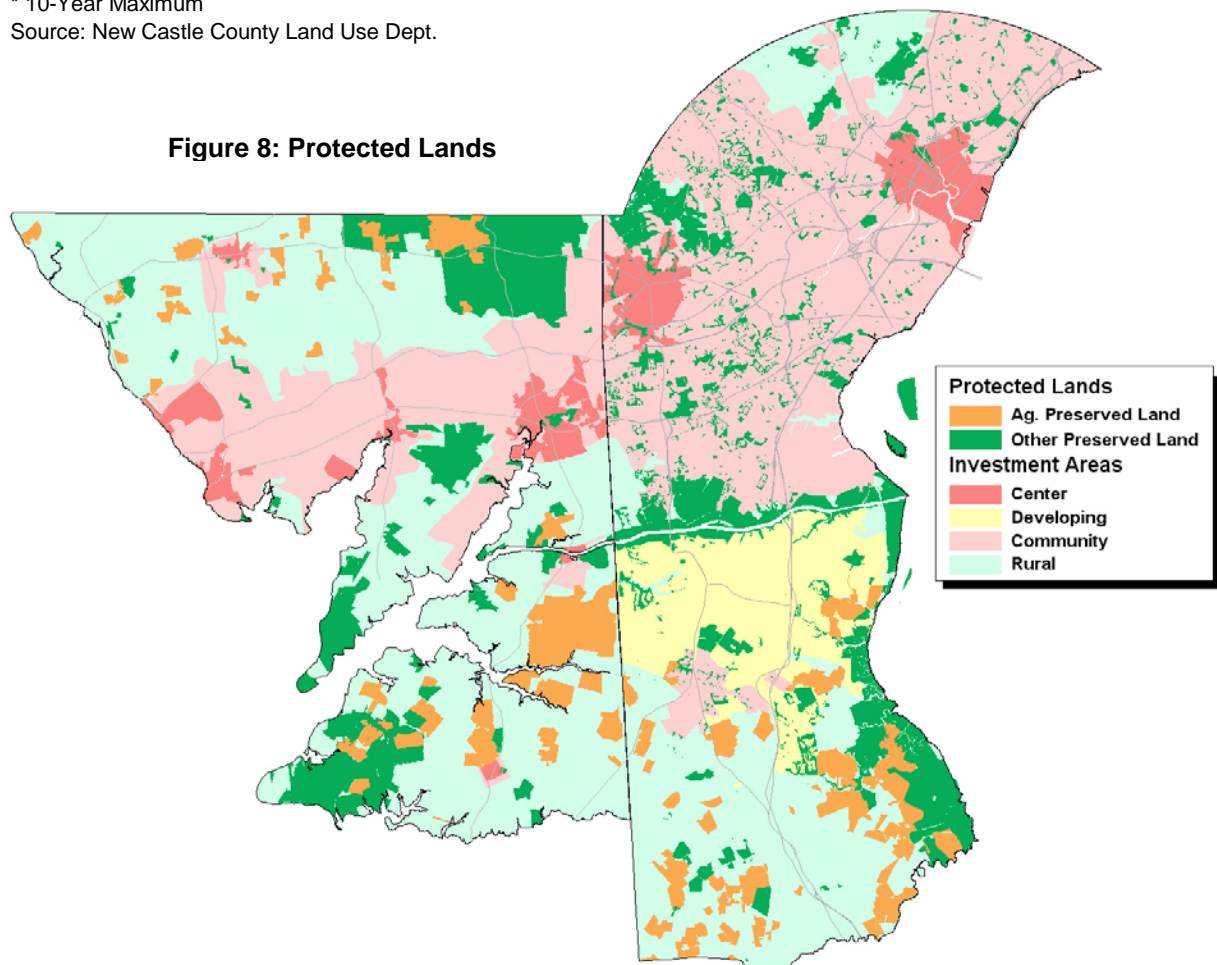 * 10-Year Maximum
Source: New Castle County Land Use Dept.
Figure 8: Protected Lands
Protected Lands
Ag. Preserved Land
Other Preserved Land
Investment Areas
Center
Developing
Community
Rural